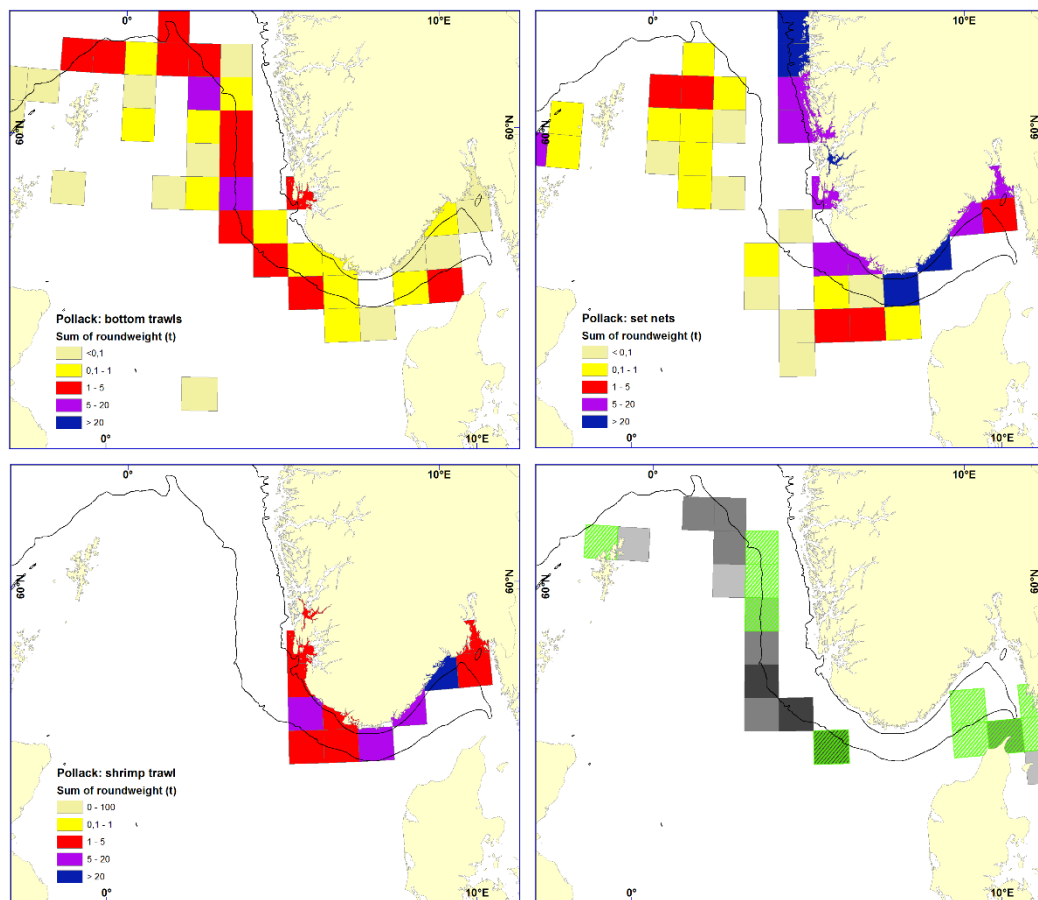 0°
10°E
60°N
60°N
Pollack: bottom trawls
Sum of roundweight (t)
<0,1
0,1 - 1
1 - 5
5 - 20
> 20
0°
10°E
0°
10°E
60°N
60°N
Pollack: set nets
Sum of roundweight (t)
<0,1
0,1 - 1
1 - 5
5 - 20
> 20
0°
10°E
0°
10°E
60°N
60°N
Pollack: shrimp trawl
Sum of roundweight (t)
0 - 100
0,1 - 1
1 - 5
5 - 20
> 20
0°
10°E
0°
10°E
60°N
60°N
0°
10°E